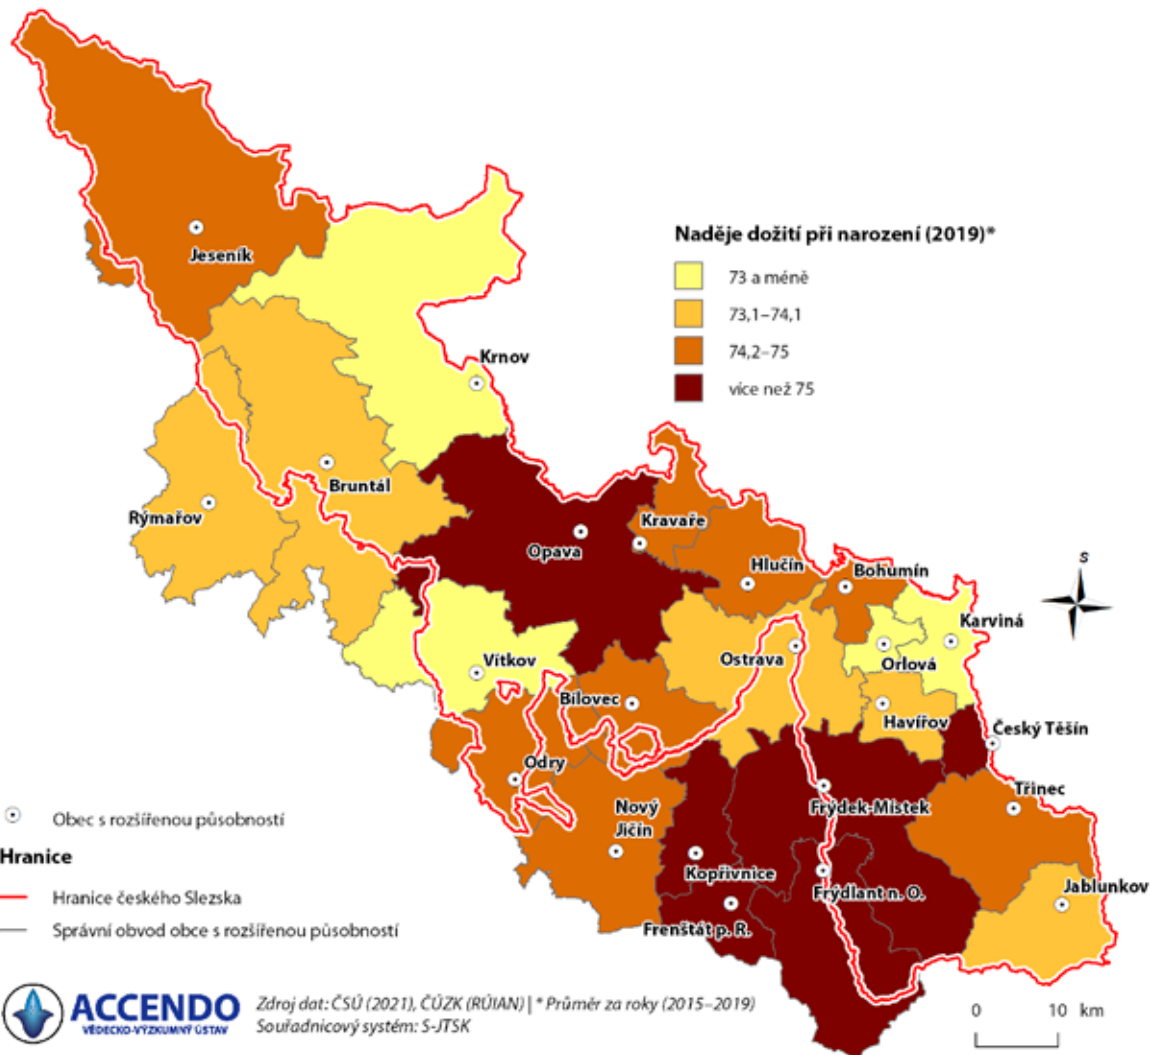 Naděje dožití při narození (2019)*
73 a méně
73,1–74,1
74,2–75
více než 75
Jeseník
Krnov
Bruntál
Rýmařov
Opava
Kravaře
Hlučín
Bohumín
Karviná
Orlová
Ostrava
Vítkov
Bílovec
Havířov
Český Těšín
Odry
Třinec
Nový
Jičín
Frýdek-Místek
Kopřivnice
Frýdlant n. O.
Jablunkov
Frenštát p. R.
S
Obec s rozšířenou působností
Hranice
Hranice českého Slezska
Správní obvod obce s rozšířenou působností
ACCENDO
VĚDECKO-VÝZKUMNÝ ÚSTAV
Zdroj dat: ČSÚ (2021), ČÚZK (RÚIAN) | * Průměr za roky (2015–2019)
Souřadnicový systém: S-JTSK
0 10 km